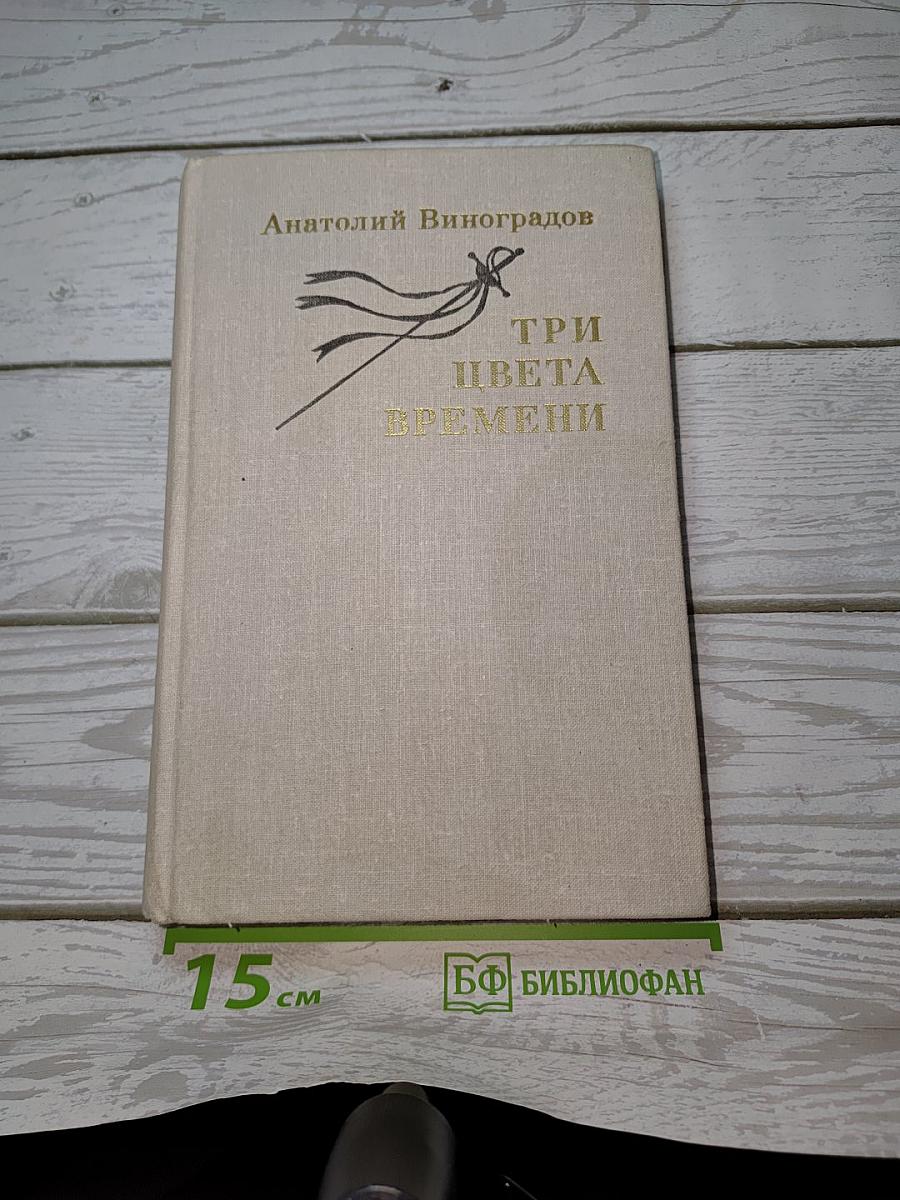 Анатолий Виноградов
ТРИ
ЦВЕТА
ВРЕМЕНИ
15 см
БФ БИБЛИОФАН